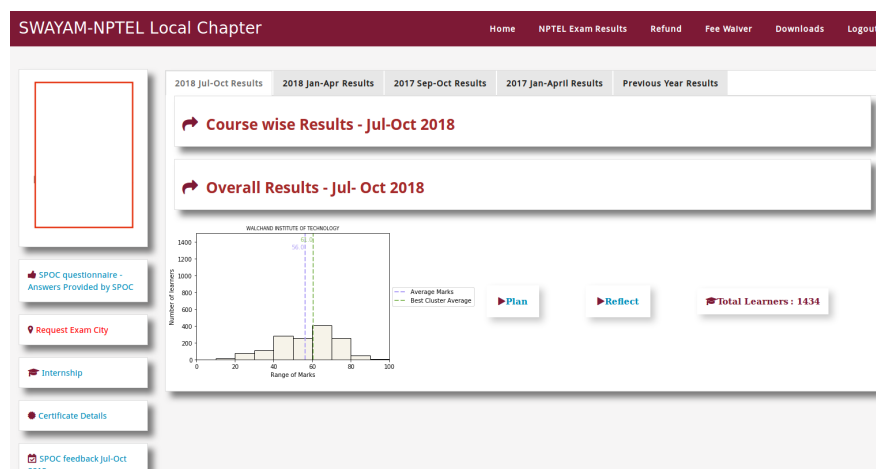 SWAYAM-NPTEL Local Chapter
Home NPTEL Exam Results Refund Fee Waiver Downloads Logout
2018 Jul-Oct Results 2018 Jan-Apr Results 2017 Sep-Oct Results 2017 Jan-April Results Previous Year Results
Course wise Results - Jul-Oct 2018
Overall Results - Jul- Oct 2018
WALCHAND INSTITUTE OF TECHNOLOGY
56.0
1400
1200
1000
800
600
400
200
0
Number of learners
0 20 40 60 80 100
Range of Marks
Average Marks
Best Cluster Average
Plan
Reflect
Total Learners : 1434
SPOC questionnaire -
Answers Provided by SPOC
Request Exam City
Internship
Certificate Details
SPOC feedback Jul-Oct